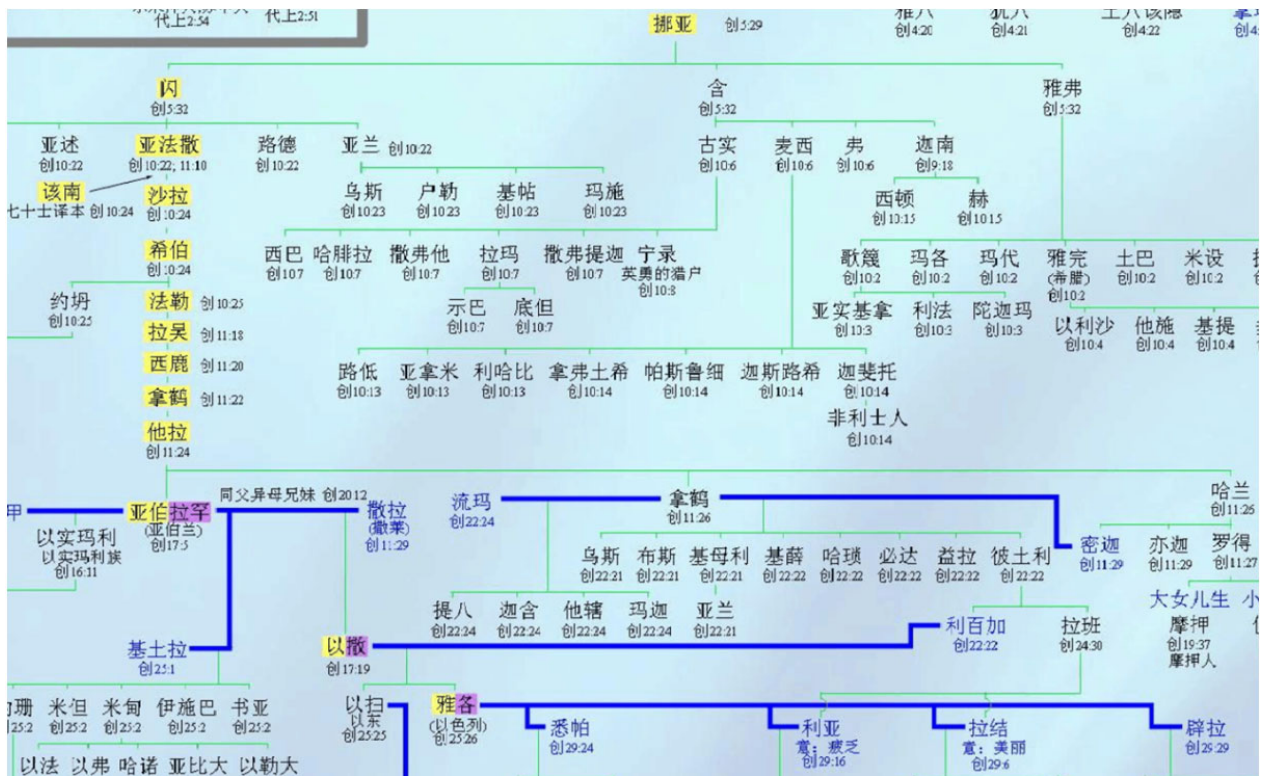 代上2:54
代上2:51
挪亚 创5:29
创4:20
创4:21
土八该隐
创4:22
闪
创5:32
含
创5:32
雅弗
创5:32
亚述
创10:22
亚法撒
创10:22; 11:10
路德
创10:22
亚兰 创10:22
古实
创10:6
麦西
创10:6
弗
创10:6
迦南
创9:18
该南
七十士译本 创10:24
沙拉
创10:24
乌斯
创10:23
户勒
创10:23
基帖
创10:23
玛施
创10:23
西顿
创10:15
赫
创10:15
希伯
创10:24
西巴
创10:7
哈腓拉
创10:7
撒弗他
创10:7
拉玛
创10:7
撒弗提迦
创10:7
宁录
英勇的猎户
创10:8
歌篾
创10:2
玛各
创10:2
玛代
创10:2
雅完
(希腊)
创10:2
土巴
创10:2
米设
创10:2
约坍
创10:25
法勒 创10:25
示巴
创10:7
底但
创10:7
亚实基拿
创10:3
利法
创10:3
陀迦玛
创10:3
以利沙
创10:4
他施
创10:4
基提
创10:4
拉吴 创11:18
西鹿 创11:20
拿鹤 创11:22
他拉
创11:24
路低
创10:13
亚拿米
创10:13
利哈比
创10:13
拿弗土希
创10:14
帕斯鲁细
创10:14
迦斯路希
创10:14
迦斐托
创10:14
非利士人
创10:14
甲
亚伯拉罕
(亚伯兰)
创17:5
同父异母兄妹 创2012
撒拉
(撒莱)
创11:29
流玛
创22:24
拿鹤
创11:26
哈兰
创11:26
以实玛利
以实玛利族
创16:11
乌斯
创22:21
布斯
创22:21
基母利
创22:21
基薛
创22:22
哈琐
创22:22
必达
创22:22
益拉
创22:22
彼土利
创22:22
密迦
创11:29
亦迦
创11:29
罗得
创11:27
提八
创22:24
迦含
创22:24
他辖
创22:24
玛迦
创22:24
亚兰
创22:21
大女儿生 小
摩押
创19:37
摩押人
基土拉
创25:1
以撒
创17:19
利百加
创22:22
拉班
创24:30
珊
创25:2
米但
创25:2
米甸
创25:2
伊施巴
创25:2
书亚
创25:2
以扫
以东
创25:25
雅各
(以色列)
创25:26
悉帕
创29:24
利亚
意：疲乏
创29:16
拉结
意：美丽
创29:6
辟拉
创29:29
以法 以弗 哈诺 亚比大 以勒大